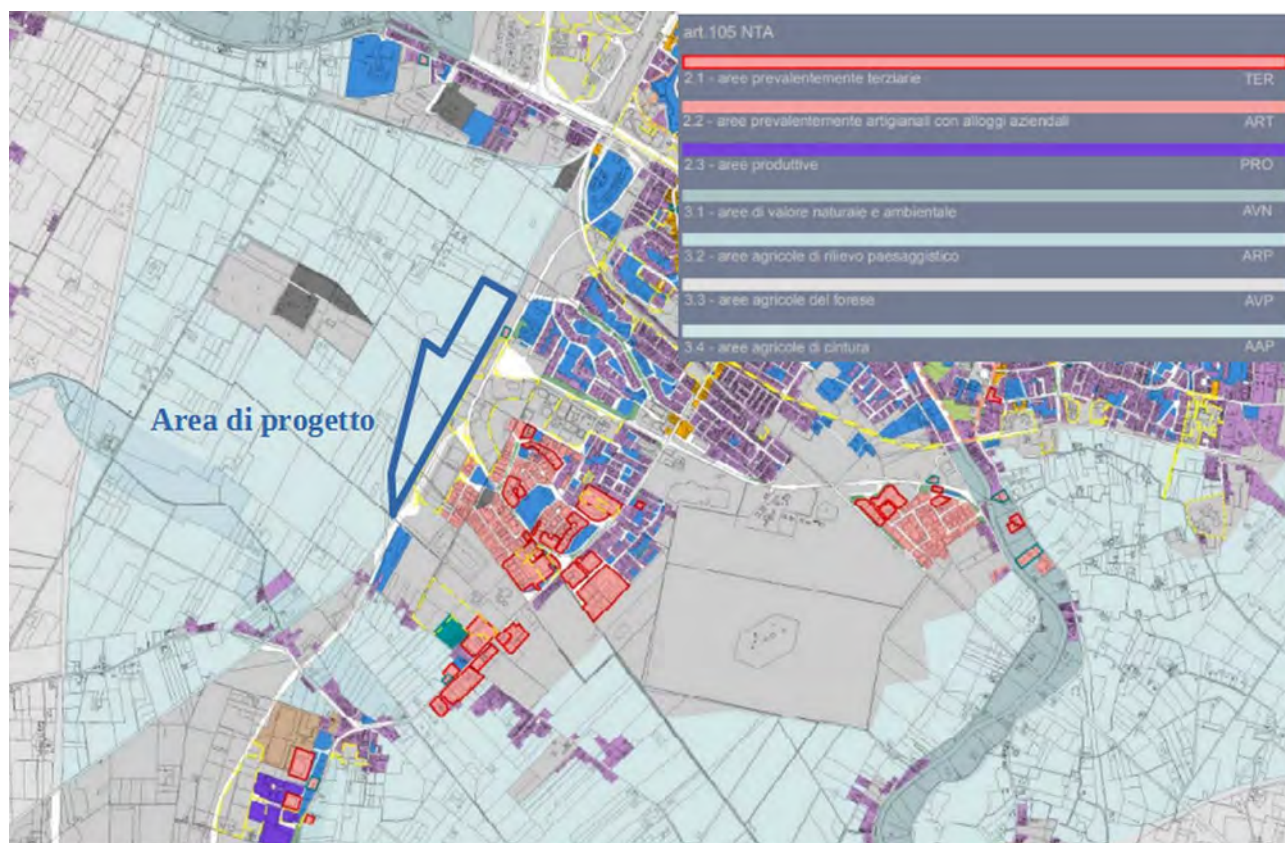 art.105 NTA
2.1 - aree prevalentemente terziarie TER
2.2 - aree prevalentemente artigianali con alloggi aziendali ART
2.3 - aree produttive PRO
3.1 - aree di valore naturale e ambientale AVN
3.2 - aree agricole di rilievo paesaggistico ARP
3.3 - aree agricole del forese AVP
3.4 - aree agricole di cintura AAP
Area di progetto